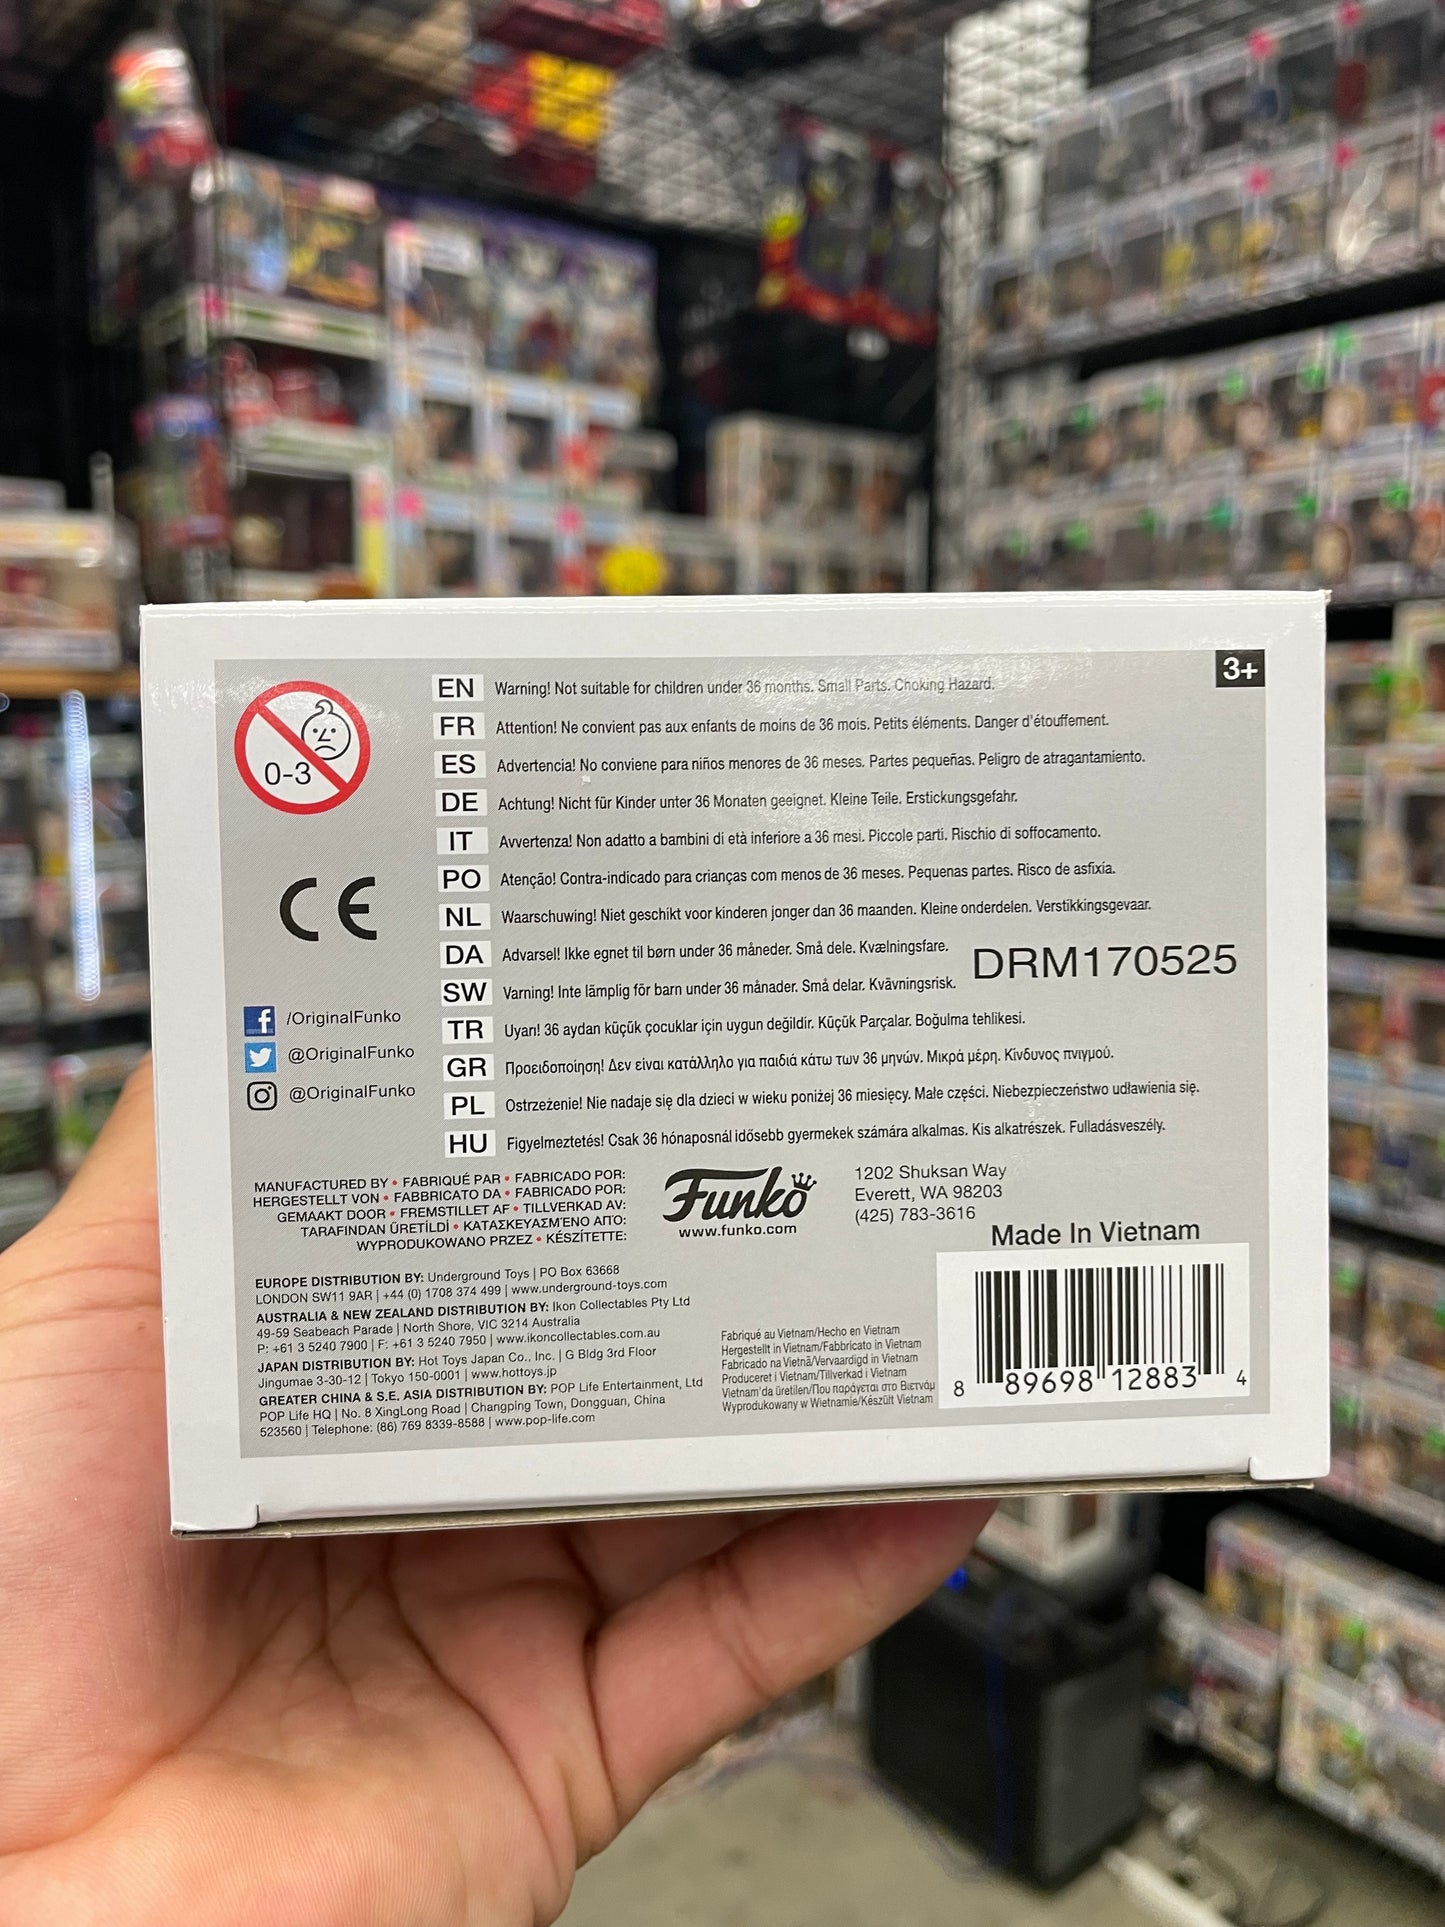 3+
0-3
EN Warning! Not suitable for children under 36 months. Small Parts. Choking Hazard.
FR Attention! Ne convient pas aux enfants de moins de 36 mois. Petits éléments. Danger d'étouffement.
ES Advertencia! No conviene para niños menores de 36 meses. Partes pequeñas. Peligro de atragantamiento.
DE Achtung! Nicht für Kinder unter 36 Monaten geeignet. Kleine Teile. Erstickungsgefahr.
IT Avvertenza! Non adatto a bambini di età inferiore a 36 mesi. Piccole parti. Rischio di soffocamento.
PO Atenção! Contra-indicado para crianças com menos de 36 meses. Pequenas partes. Risco de asfixia.
NL Waarschuwing! Niet geschikt voor kinderen jonger dan 36 maanden. Kleine onderdelen. Verstikkingsgevaar.
DA Advarsel! Ikke egnet til børn under 36 måneder. Små dele. Kvælningsfare.
SW Varning! Inte lämplig för barn under 36 månader. Små delar. Kvävningsrisk.
TR Uyan! 36 aydan küçük çocuklar için uygun değildir. Küçük Parçalar. Boğulma tehlikesi.
GR Προειδοποίηση! Δεν είναι κατάλληλο για παιδιά κάτω των 36 μηνών. Μικρά μέρη. Κίνδυνος πνιγμού.
PL Ostrzeżenie! Nie nadaje się dla dzieci w wieku poniżej 36 miesięcy. Małe części. Niebezpieczeństwo udławienia się.
HU Figyelmeztetés! Csak 36 hónaposnál idősebb gyermekek számára alkalmas. Kis alkatrészek. Fulladásveszély.
DRM170525
CE
/OriginalFunko
@OriginalFunko
@OriginalFunko
MANUFACTURED BY • FABRIQUÉ PAR • FABRICADO POR:
HERGESTELLT VON • FABBRICATO DA • FABRICADO POR:
GEMAAKT DOOR • FREMSTILLET AF • TILLVERKAD AV:
TARAFINDAN ÜRETİLDİ • ΚΑΤΑΣΚΕΥΑΣΜΈΝΟ ΑΠΌ:
WYPRODUKOWANO PRZEZ • KÉSZÍTETTE:
Funko
www.funko.com
1202 Shuksan Way
Everett, WA 98203
(425) 783-3616
Made In Vietnam
EUROPE DISTRIBUTION BY: Underground Toys | PO Box 63668
LONDON SW11 9AR | +44 (0) 1708 374 499 | www.underground-toys.com
AUSTRALIA & NEW ZEALAND DISTRIBUTION BY: Ikon Collectables Pty Ltd
49-59 Seabeach Parade | North Shore, VIC 3214 Australia
P: +61 3 5240 7900 | F: +61 3 5240 7950 | www.ikoncollectables.com.au
JAPAN DISTRIBUTION BY: Hot Toys Japan Co., Inc. | G Bldg 3rd Floor
Jingumae 3-30-12 | Tokyo 150-0001 | www.hottoys.jp
GREATER CHINA & S.E. ASIA DISTRIBUTION BY: POP Life Entertainment, Ltd
POP Life HQ | No. 8 XingLong Road | Changping Town, Dongguan, China
523560 | Telephone: (86) 769 8339-8588 | www.pop-life.com
Fabriqué au Vietnam/Hecho en Vietnam
Hergestellt in Vietnam/Fabbricato in Vietnam
Fabricado na Vietnã/Vervaardigd in Vietnam
Produceret i Vietnam/Tillverkad i Vietnam
Vietnam'da üretilen/Που παράγεται στο Βιετνάμ
Wyprodukowany w Wietnamie/Készült Vietnam
8 89698 12883 4